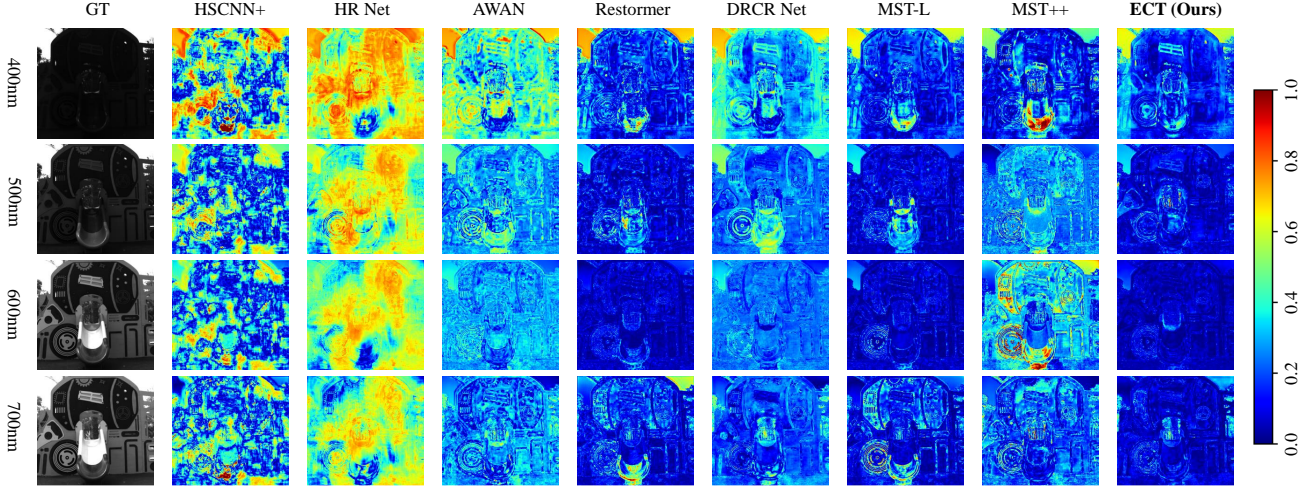 GT HSCNN+ HR Net AWAN Restormer DRCR Net MST-L MST++ ECT (Ours)
400nm
500nm
600nm
700nm
1.0
0.8
0.6
0.4
0.2
0.0